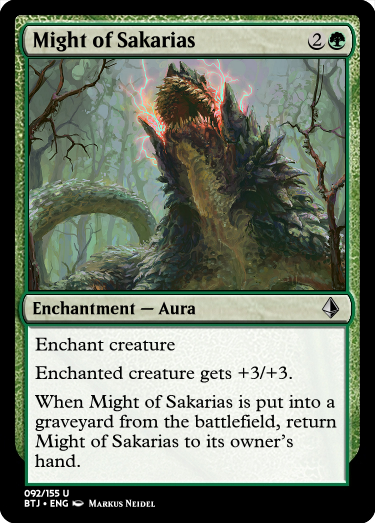 Might of Sakarias 2
Enchantment — Aura
Enchant creature
Enchanted creature gets +3/+3.
When Might of Sakarias is put into a
graveyard from the battlefield, return
Might of Sakarias to its owner's
hand.
092/155 U
BTJ • ENG Markus Neidel